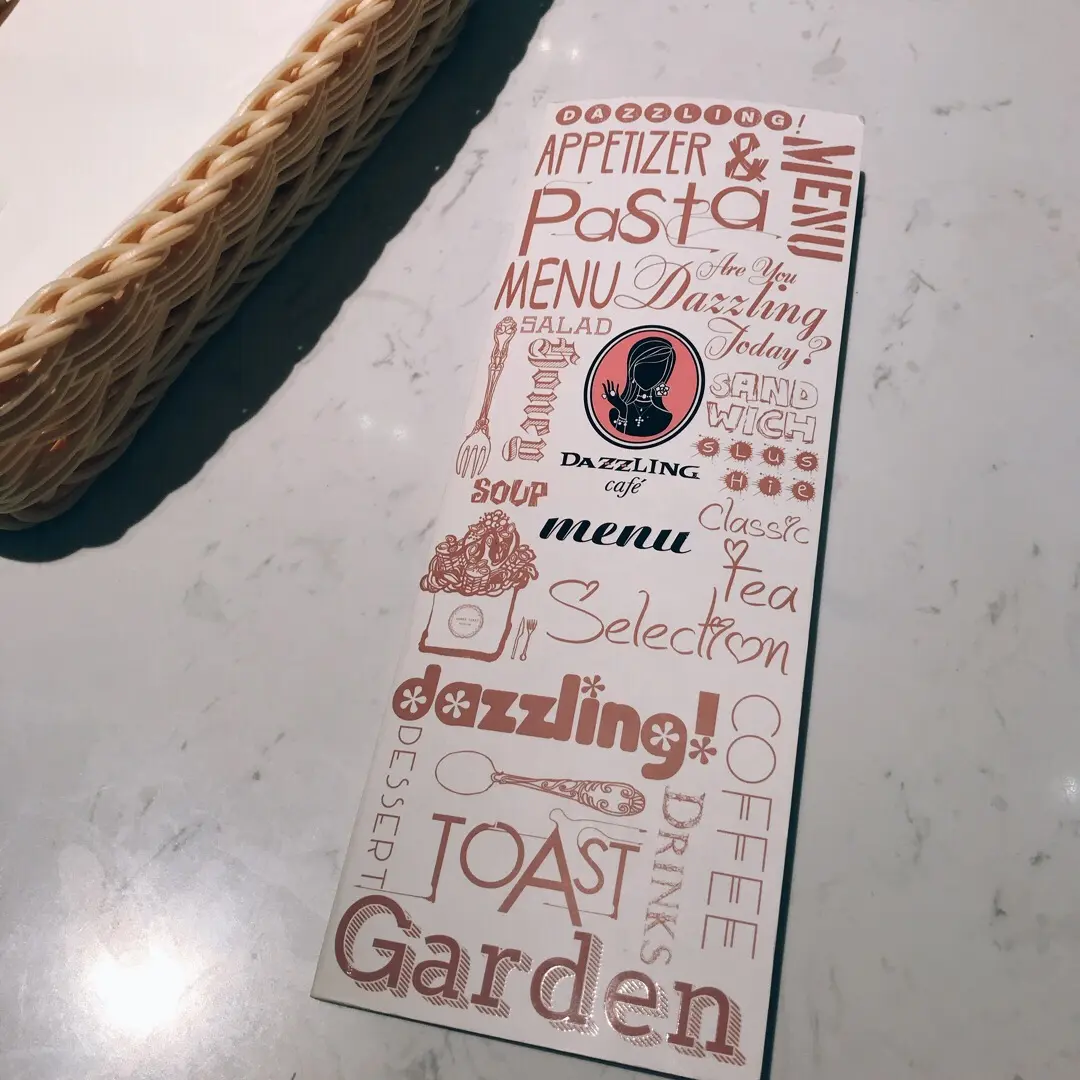 DAZZLING!
APPETIZER &
MENU
Pasta
MENU
Are You
Dazzling
Today?
SALAD
SAND
WICH
SLUS
HIE
DAZZLING
café
SOUP
menu
Classic
Tea
Selection
dazzling!
COFFEE
DESSERT
DRINKS
TOAST
Garden